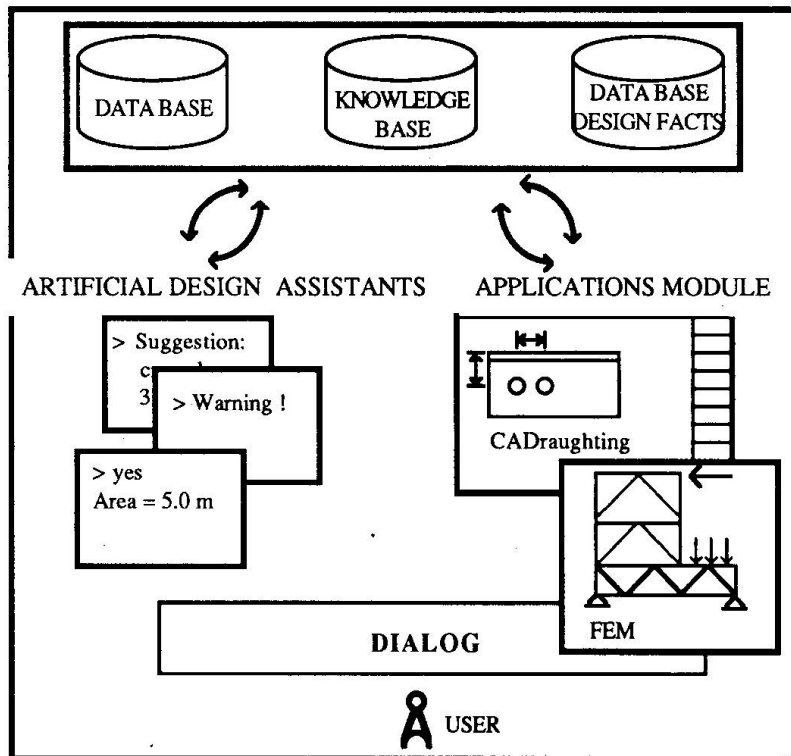 DATA BASE
KNOWLEDGE
BASE
DATA BASE
DESIGN FACTS
ARTIFICIAL DESIGN ASSISTANTS
APPLICATIONS MODULE
> Suggestion:
3
> Warning !
> yes
Area = 5.0 m
CADraughting
FEM
DIALOG
USER